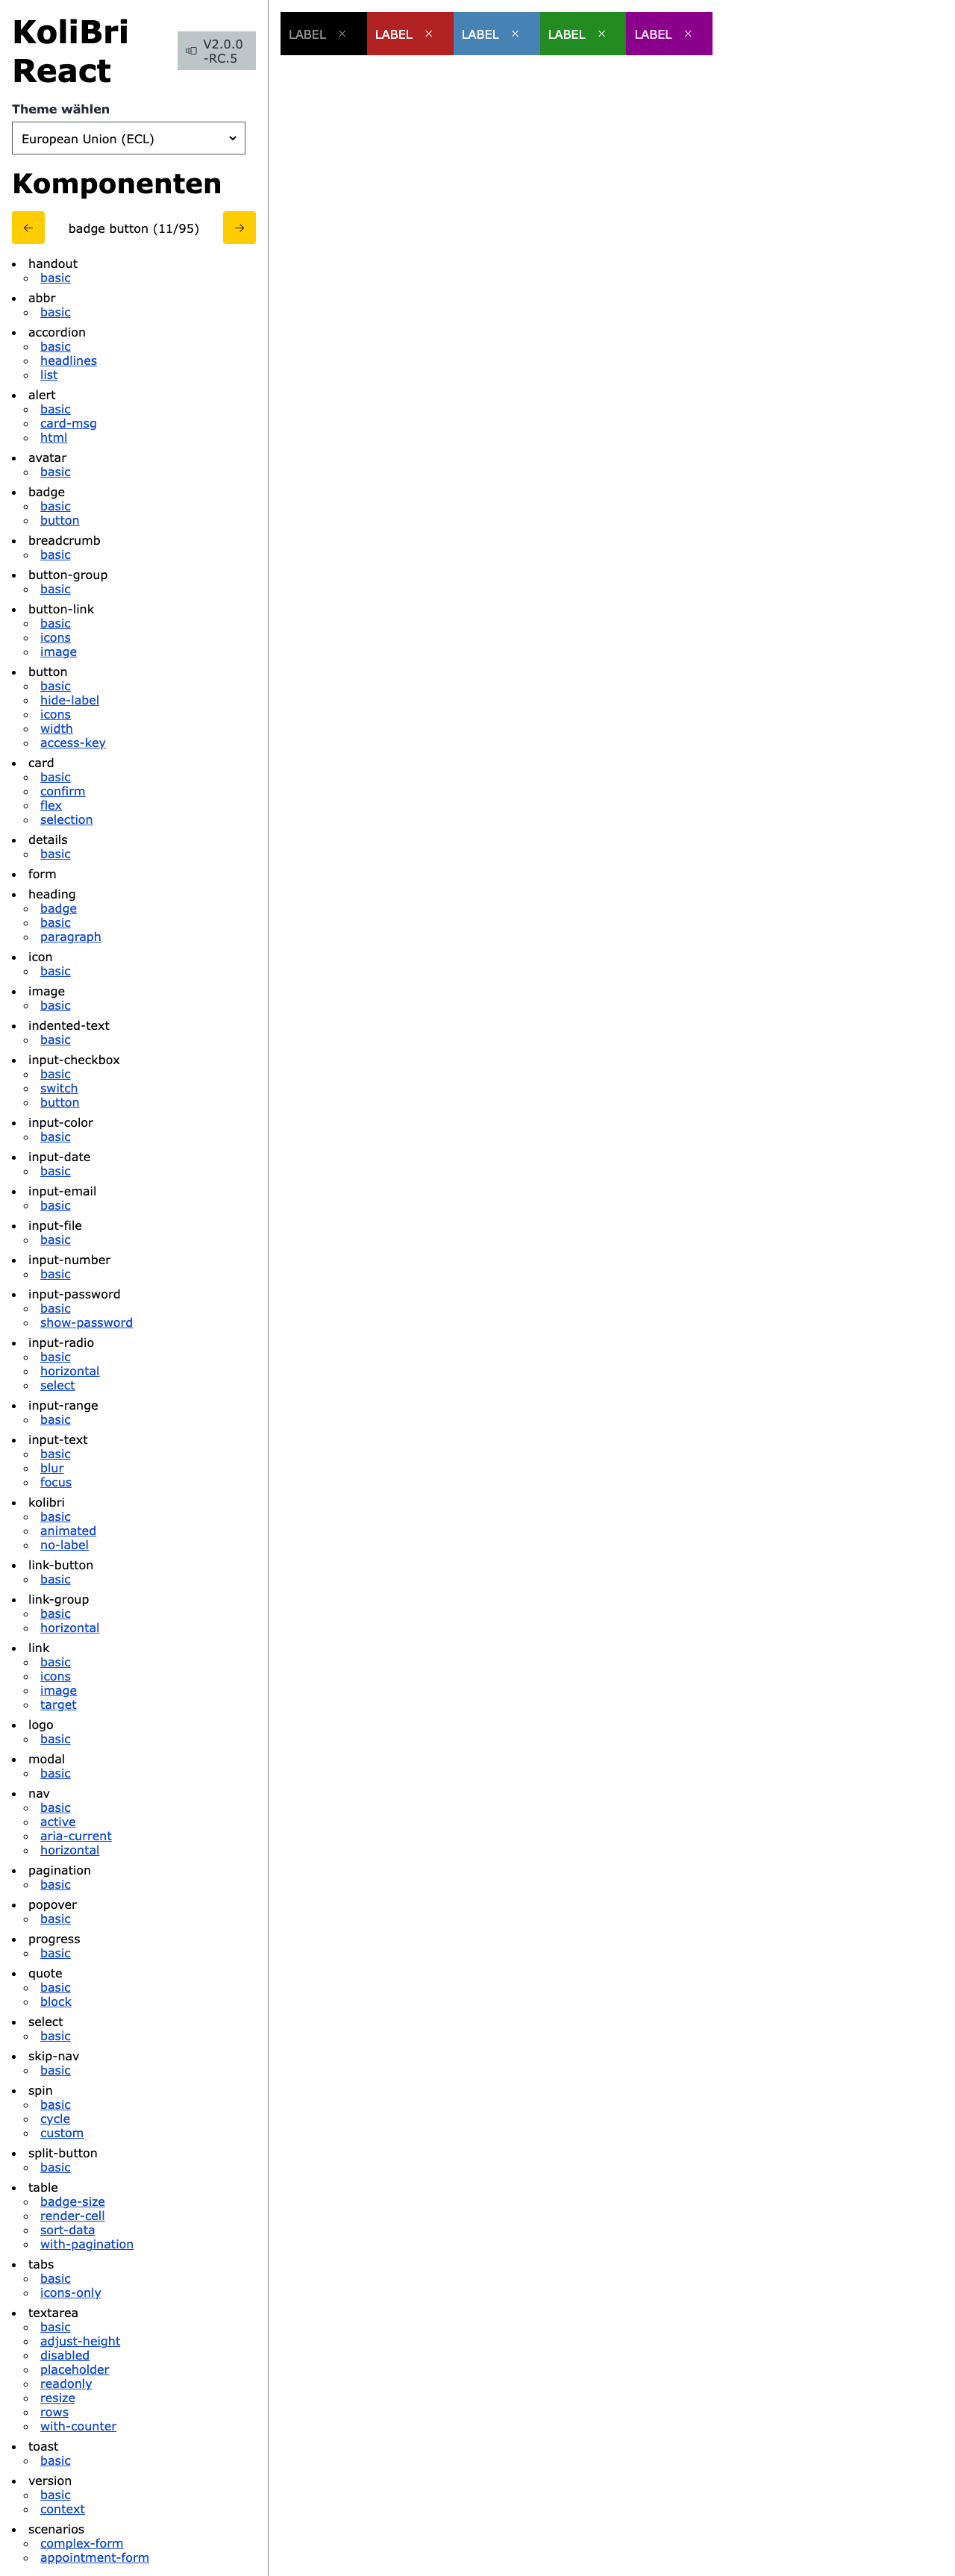 KoliBri
React
V2.0.0
-RC.5
Theme wählen
European Union (ECL)
Komponenten
badge button (11/95)
handout
basic
abbr
basic
accordion
basic
headlines
list
alert
basic
card-msg
html
avatar
basic
badge
basic
button
breadcrumb
basic
button-group
basic
button-link
basic
icons
image
button
basic
hide-label
icons
width
access-key
card
basic
confirm
flex
selection
details
basic
form
heading
badge
basic
paragraph
icon
basic
image
basic
indented-text
basic
input-checkbox
basic
switch
button
input-color
basic
input-date
basic
input-email
basic
input-file
basic
input-number
basic
input-password
basic
show-password
input-radio
basic
horizontal
select
input-range
basic
input-text
basic
blur
focus
kolibri
basic
animated
no-label
link-button
basic
link-group
basic
horizontal
link
basic
icons
image
target
logo
basic
modal
basic
nav
basic
active
aria-current
horizontal
pagination
basic
popover
basic
progress
basic
quote
basic
block
select
basic
skip-nav
basic
spin
basic
cycle
custom
split-button
basic
table
badge-size
render-cell
sort-data
with-pagination
tabs
basic
icons-only
textarea
basic
adjust-height
disabled
placeholder
readonly
resize
rows
with-counter
toast
basic
version
basic
context
scenarios
complex-form
appointment-form
LABEL LABEL LABEL LABEL LABEL